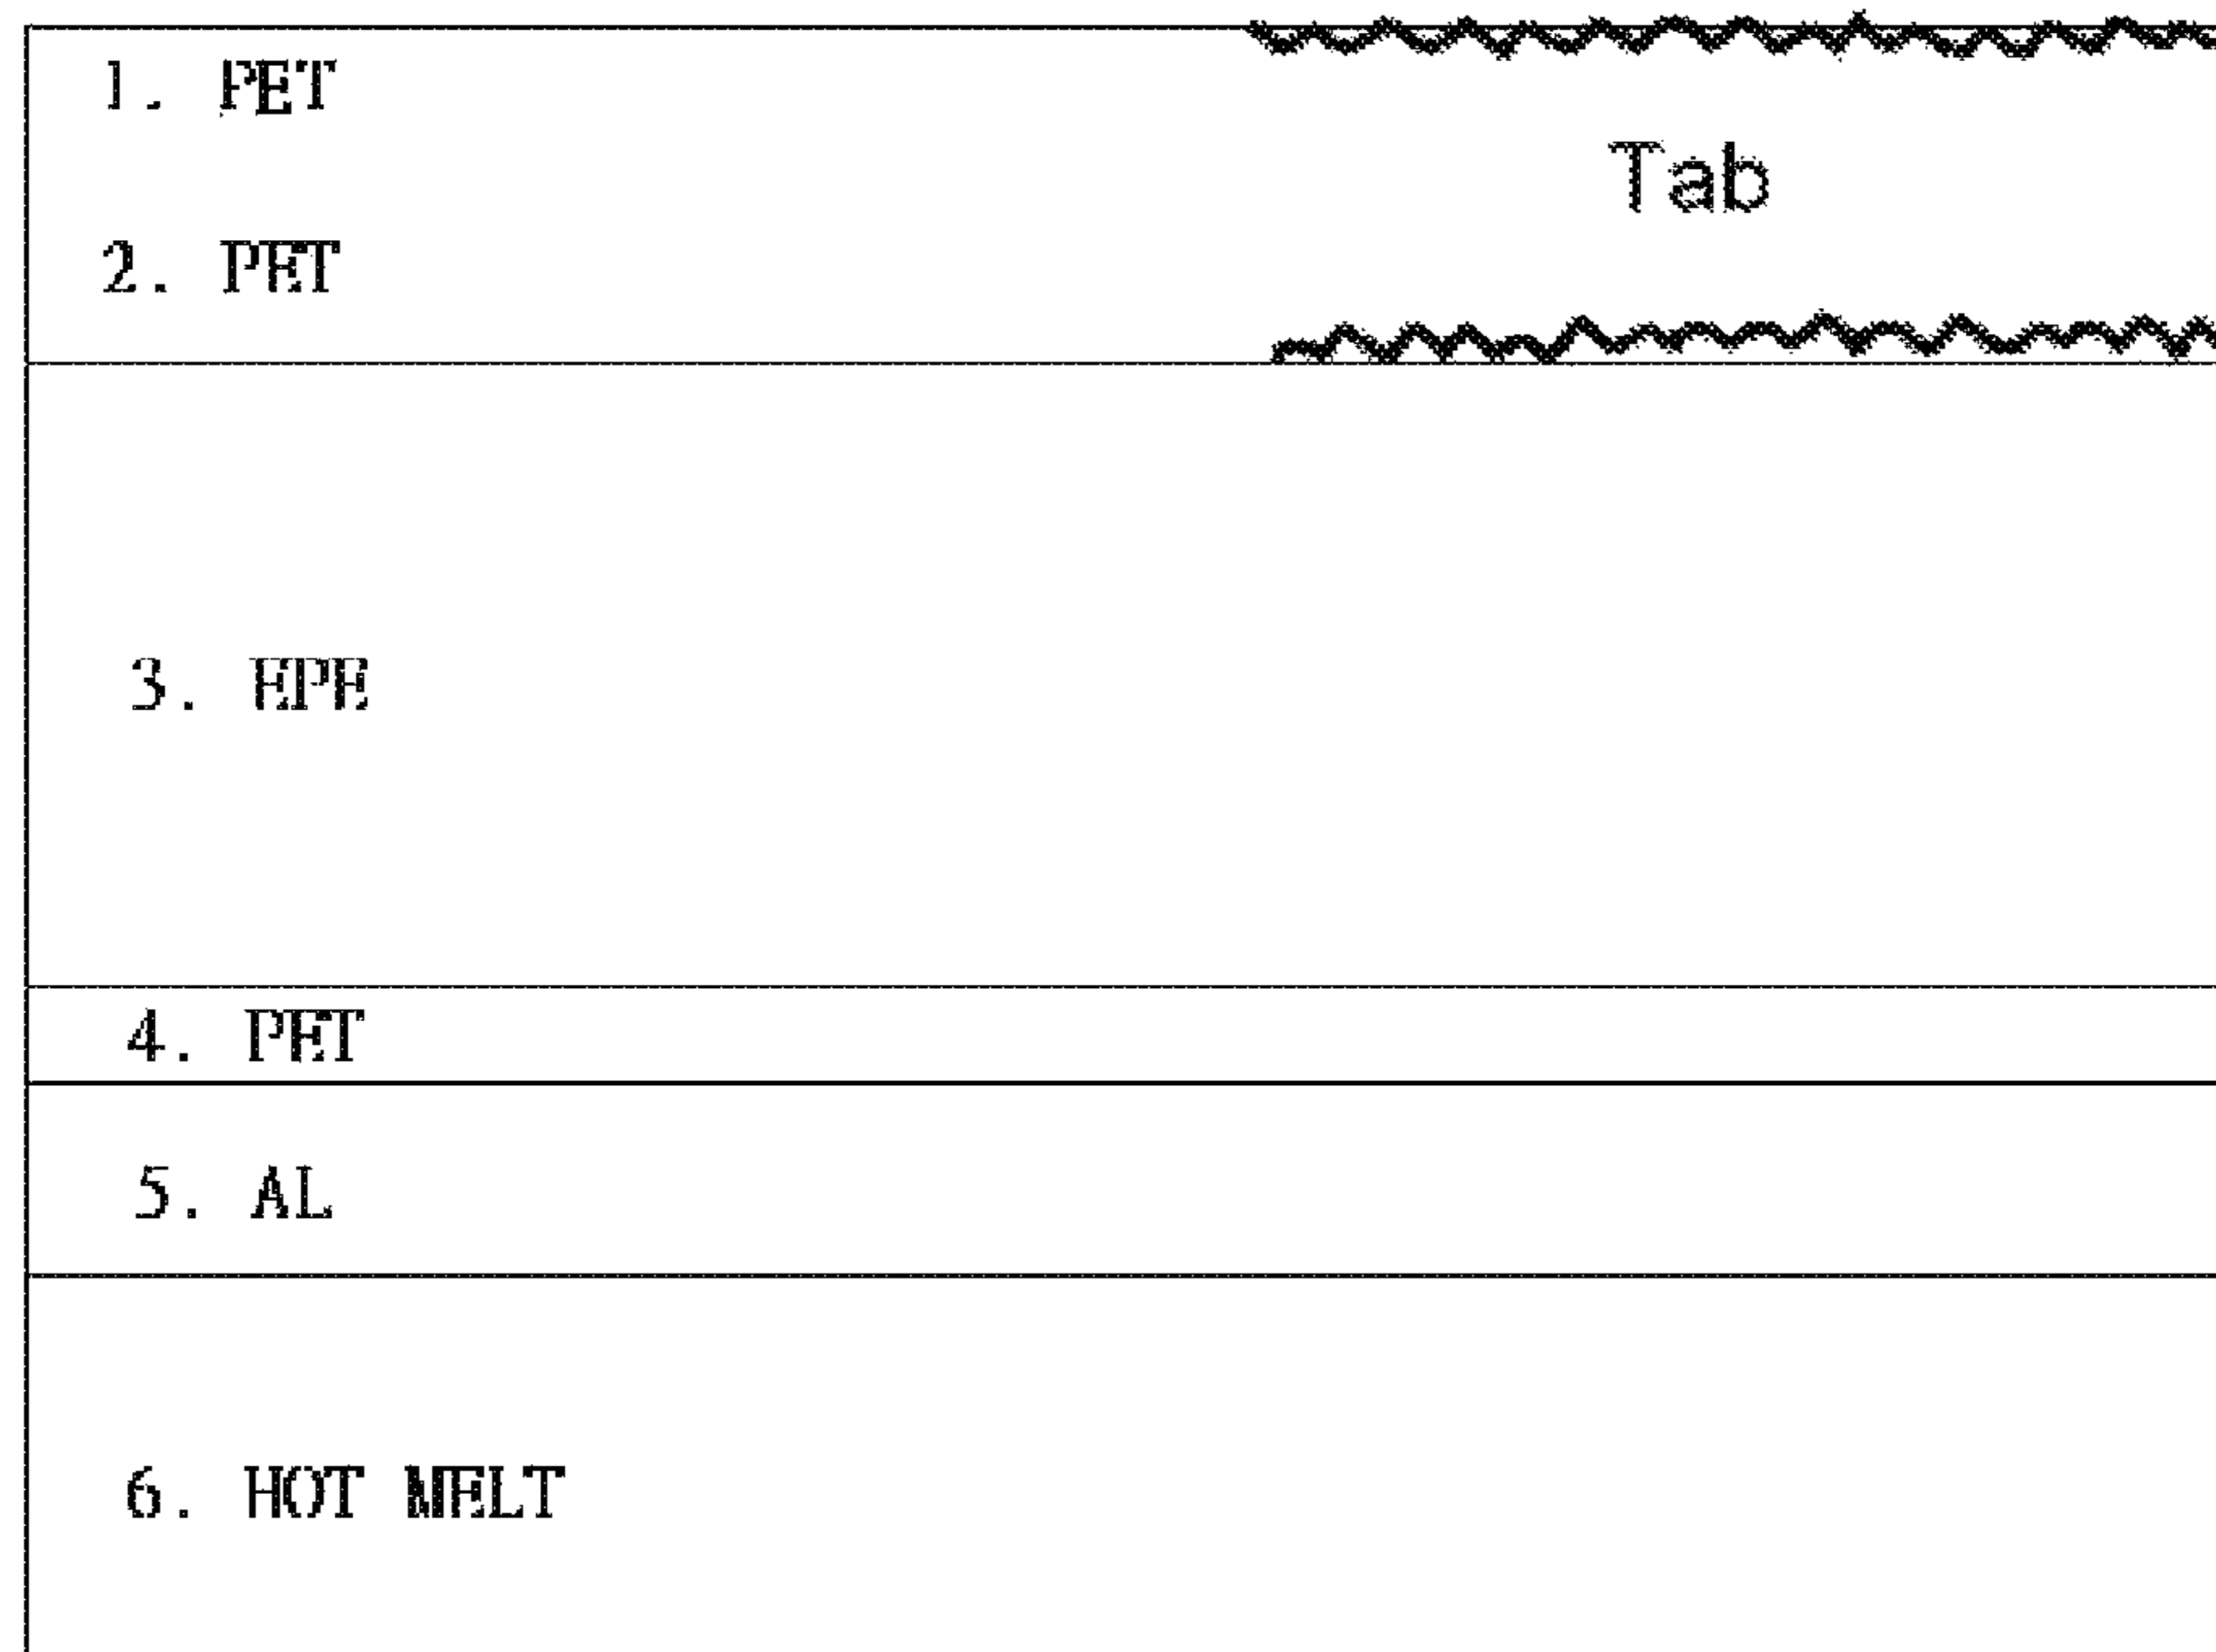 1. PET
Tab
2. PET
3. EPE
4. PET
5. AL
6. HOT MELT